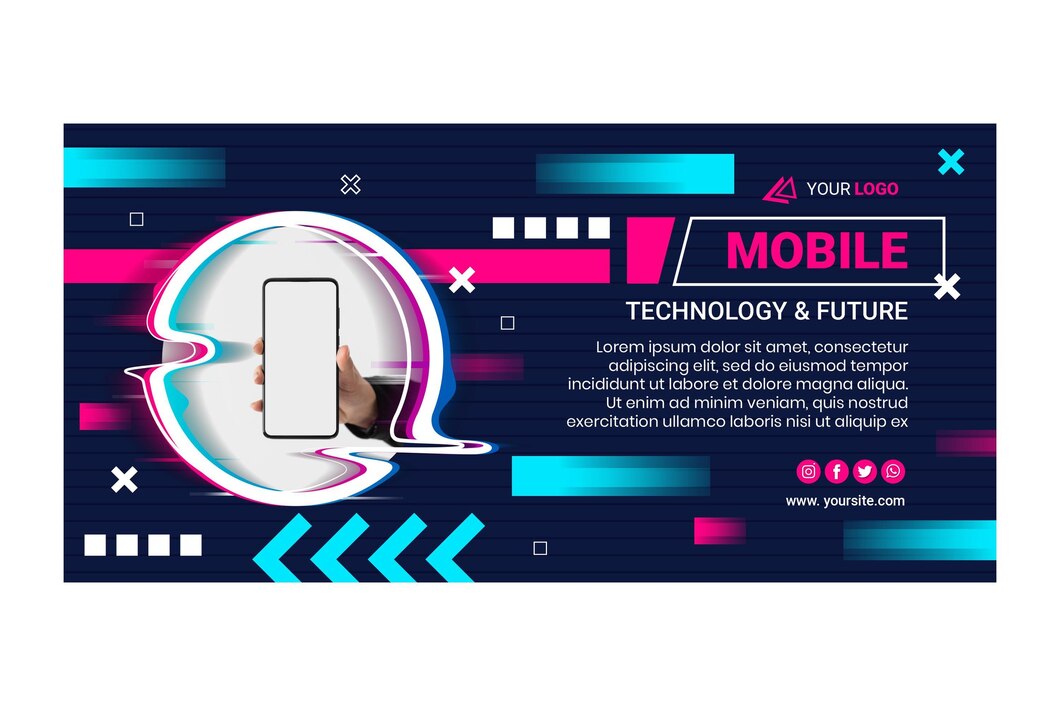 YOUR LOGO
MOBILE
TECHNOLOGY & FUTURE
Lorem ipsum dolor sit amet, consectetur
adipiscing elit, sed do eiusmod tempor
incididunt ut labore et dolore magna aliqua.
Ut enim ad minim veniam, quis nostrud
exercitation ullamco laboris nisi ut aliquip ex
www. yoursite.com